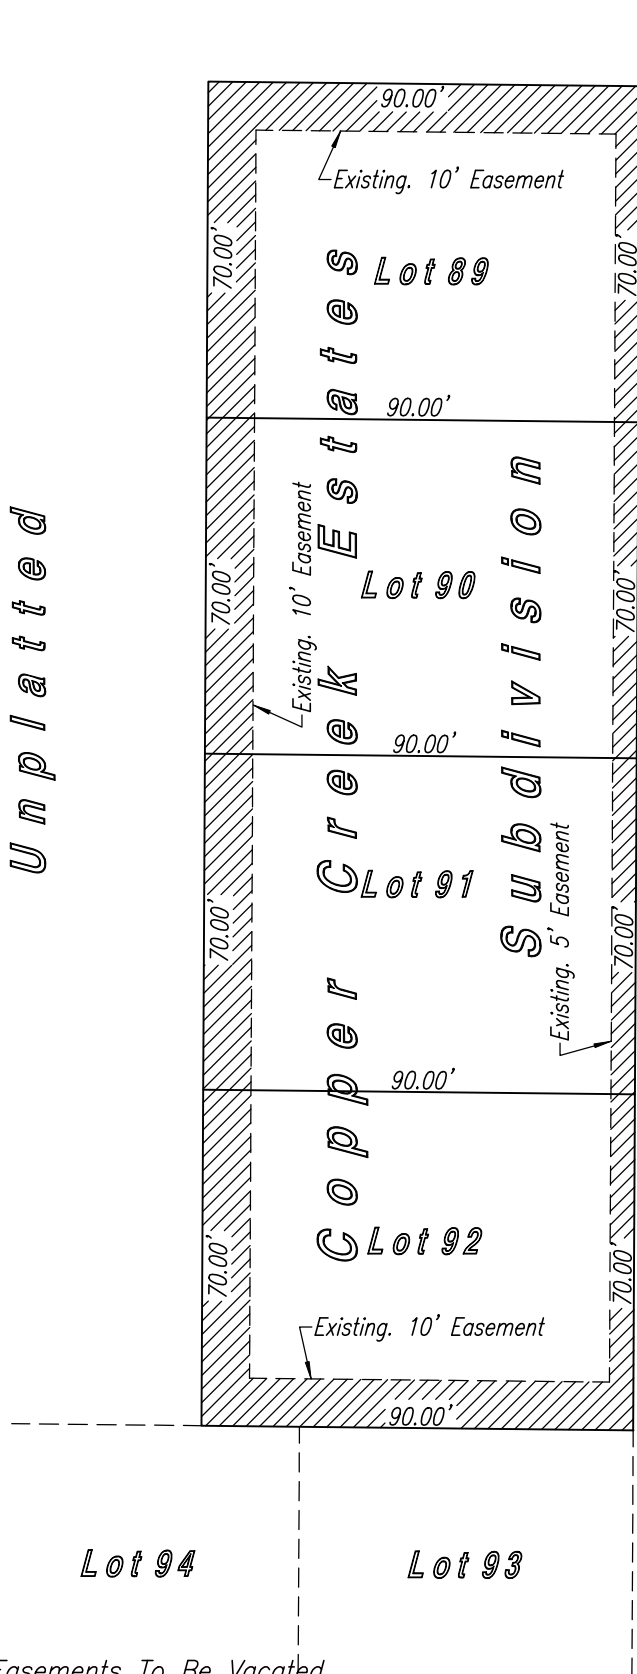 90.00'
Existing. 10' Easement
70.00'
70.00'
Lot 89
90.00'
Unplatted
Copper Creek Estates
Subdivision
Existing. 10' Easement
70.00'
70.00'
Lot 90
90.00'
70.00'
70.00'
Lot 91
Existing. 5' Easement
90.00'
70.00'
70.00'
Lot 92
Existing. 10' Easement
90.00'
Lot 94
Lot 93
Easements To Be Vacated